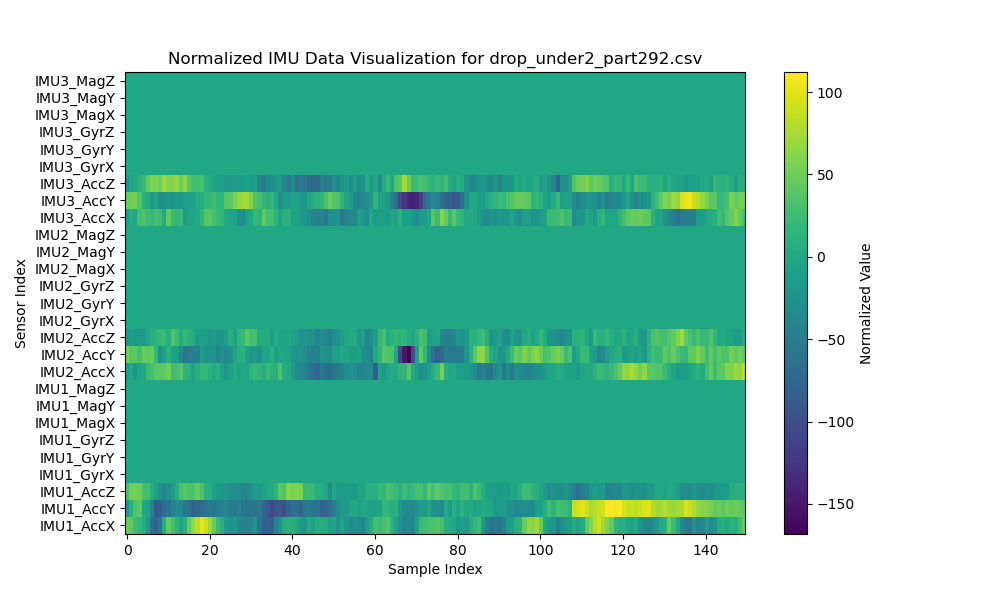 Normalized IMU Data Visualization for drop_under2_part292.csv
Sensor Index
IMU3_MagZ
IMU3_MagY
IMU3_MagX
IMU3_GyrZ
IMU3_GyrY
IMU3_GyrX
IMU3_AccZ
IMU3_AccY
IMU3_AccX
IMU2_MagZ
IMU2_MagY
IMU2_MagX
IMU2_GyrZ
IMU2_GyrY
IMU2_GyrX
IMU2_AccZ
IMU2_AccY
IMU2_AccX
IMU1_MagZ
IMU1_MagY
IMU1_MagX
IMU1_GyrZ
IMU1_GyrY
IMU1_GyrX
IMU1_AccZ
IMU1_AccY
IMU1_AccX
0 20 40 60 80 100 120 140
Sample Index
100
50
0
−50
−100
−150
Normalized Value